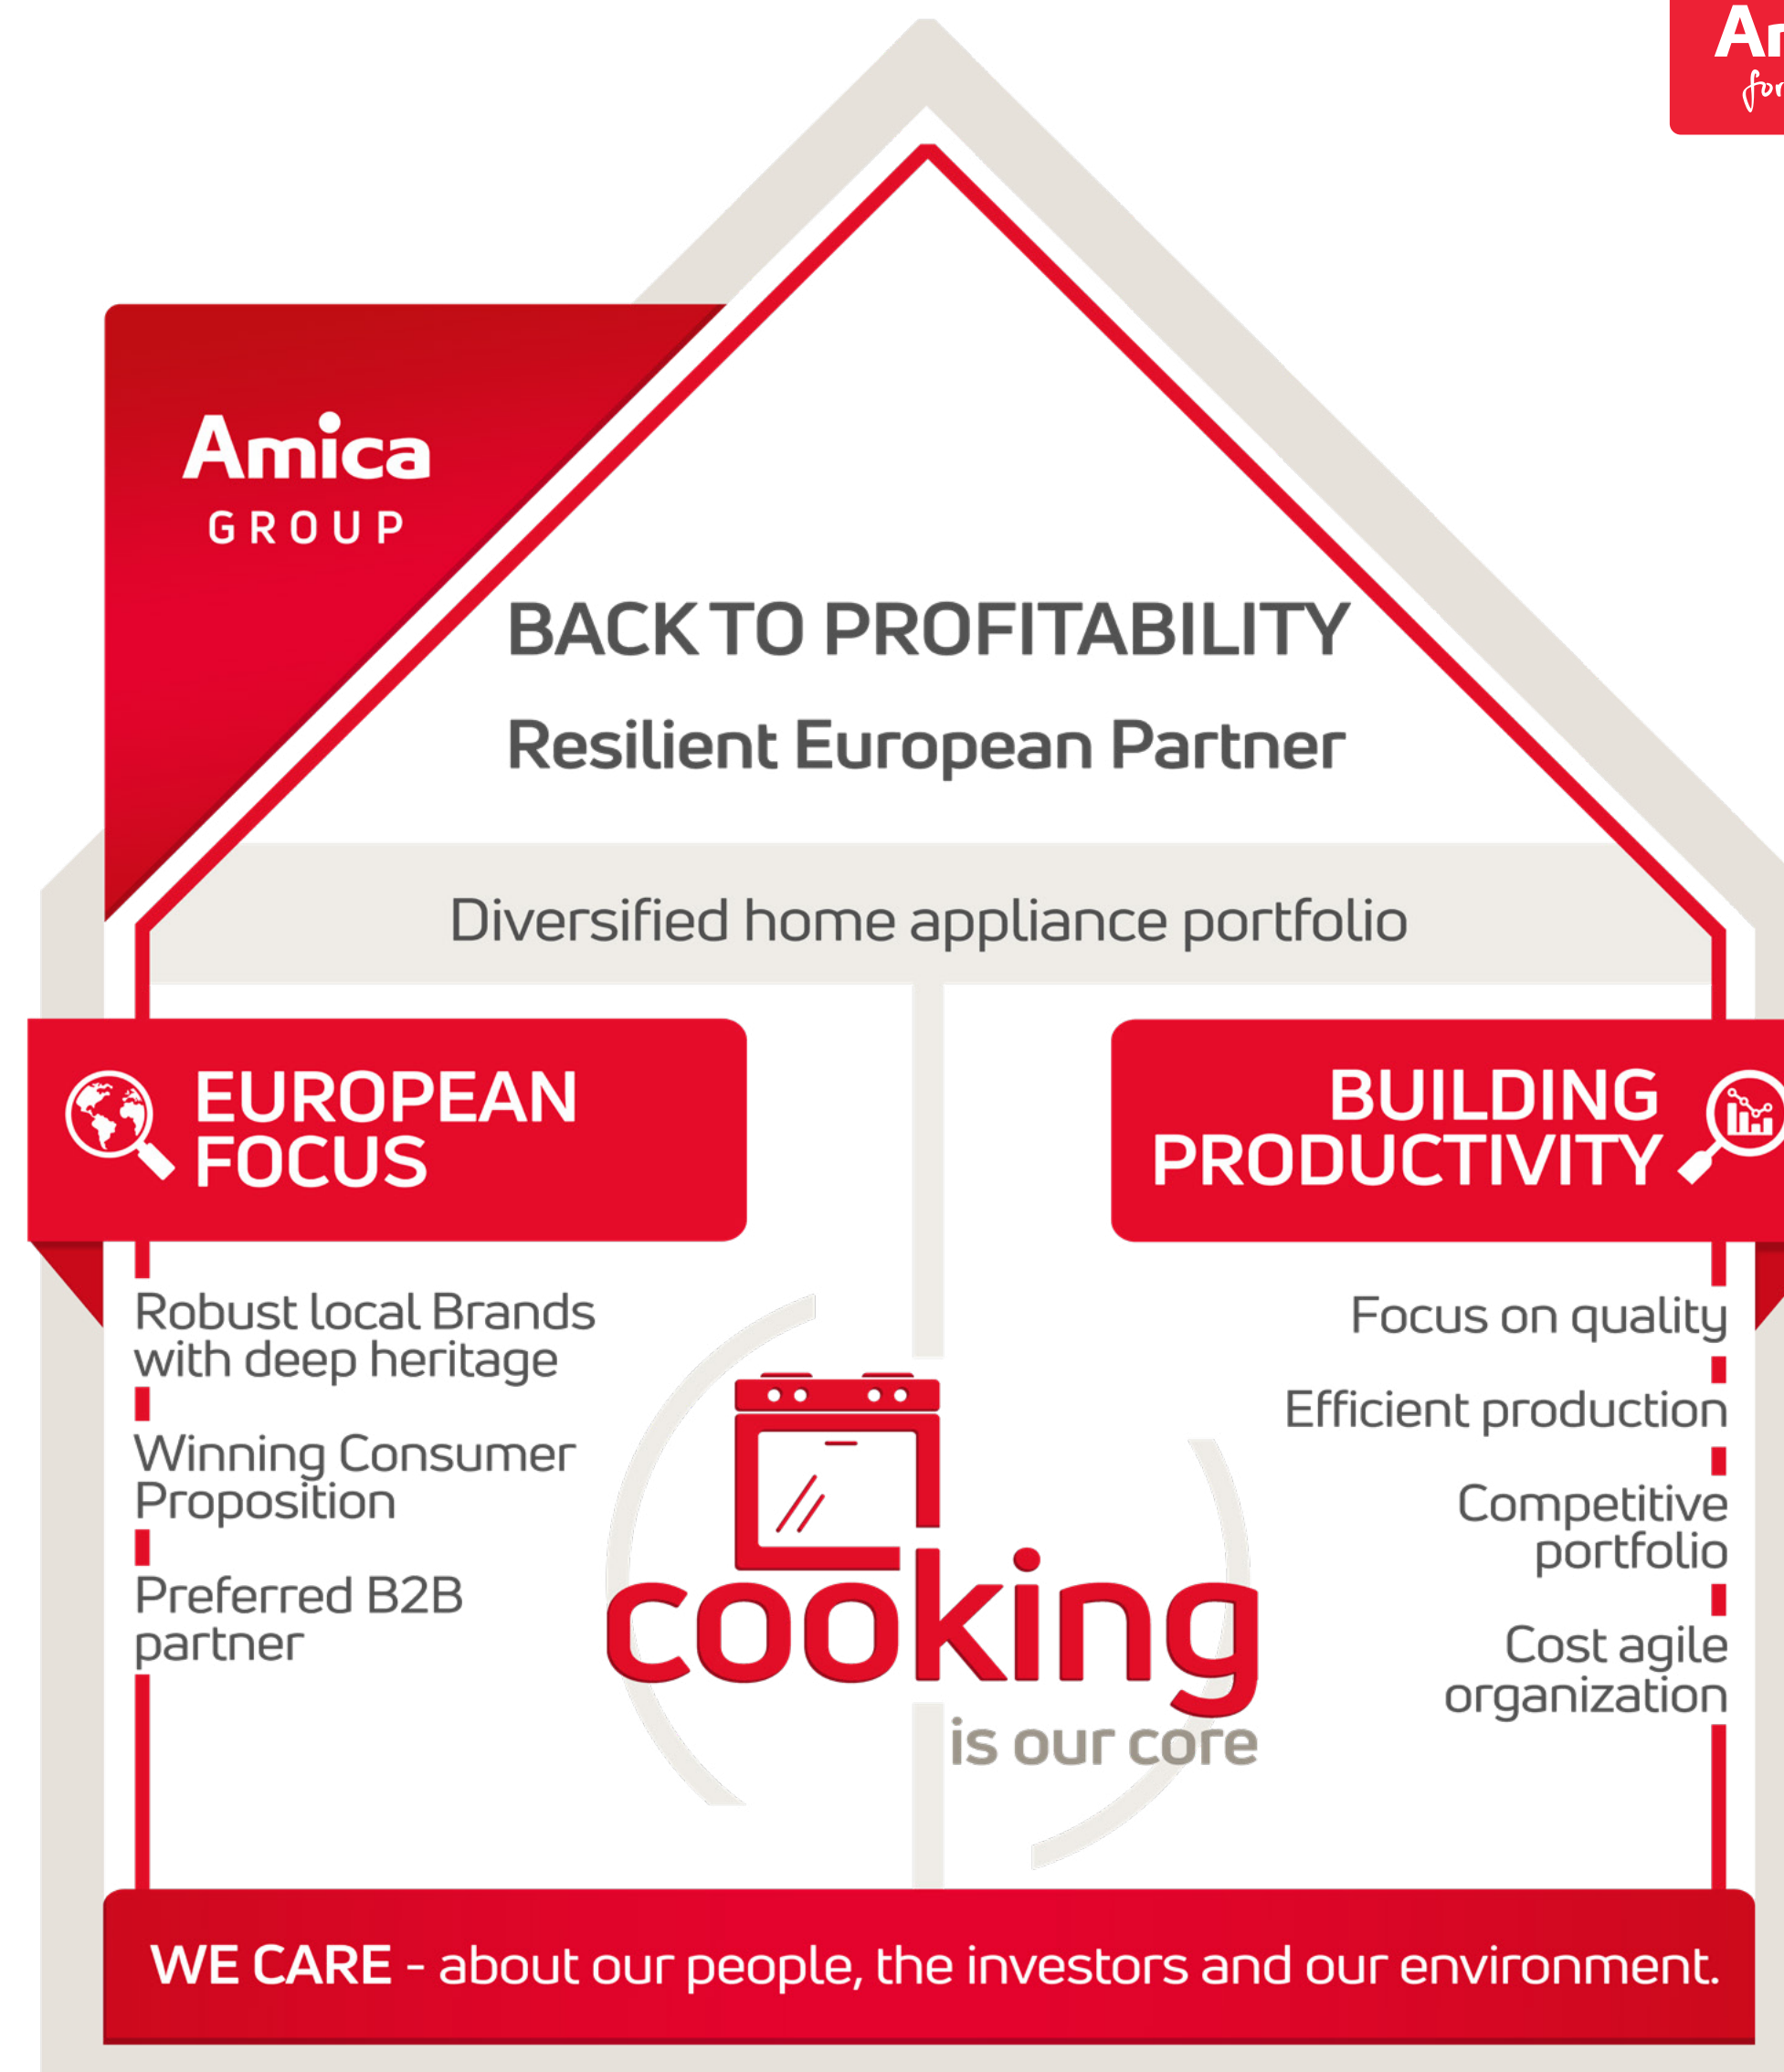 Amica
GROUP
BACK TO PROFITABILITY
Resilient European Partner
Diversified home appliance portfolio
EUROPEAN
FOCUS
Robust local Brands
with deep heritage
Winning Consumer
Proposition
Preferred B2B
partner
BUILDING
PRODUCTIVITY
Focus on quality
Efficient production
Competitive
portfolio
Cost agile
organization
cooking
is our core
WE CARE - about our people, the investors and our environment.